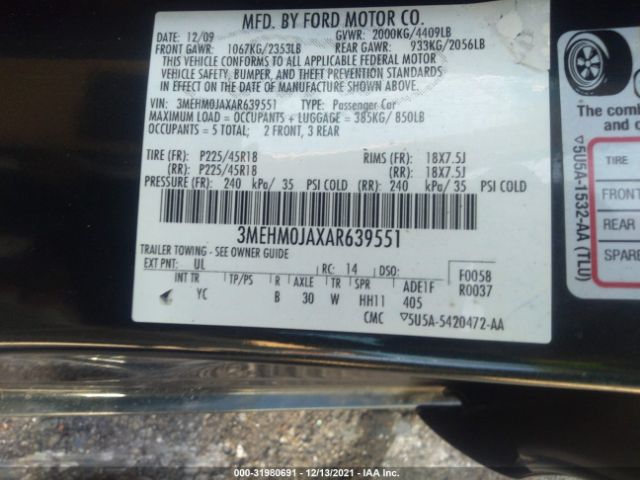 MFD. BY FORD MOTOR CO.
12/09 GVWR: 2000KG/4409LB
FRONT GAWR: 1067KG/2353LB REAR GAWR: 933KG/2056LB
THIS VEHICLE CONFORMS TO ALL APPLICABLE FEDERAL MOTOR
VEHICLE SAFETY, BUMPER, AND THEFT PREVENTION STANDARDS
IN EFFECT ON THE DATE OF MANUFACTURE SHOWN ABOVE.
VIN: 3MEHM0JAXAR639551 TYPE: Passenger Car
MAXIMUM LOAD = OCCUPANTS + LUGGAGE = 385KG/ 850LB
OCCUPANTS = 5 TOTAL; 2 FRONT, 3 REAR
TIRE (FR): P225/45R18 RIMS (FR): 18X7.5J
(RR): P225/45R18 (RR): 18X7.5J
PRESSURE (FR): 240 kPa/ 35 PSI COLD (RR): 240 kPa/ 35 PSI COLD
3MEHM0JAXAR639551
TRAILER TOWING - SEE OWNER GUIDE
EXT PNT: UL RC: 14 DSO: F0058
INT TR TP/PS R AXLE TR SPR ADE1F R0037
YC B 30 W HH11 405
CMC ▽5U5A-5420472-AA
The comb
and c
▽5U5A-1532-AA (TLU)
TIRE
FRONT
REAR
SPARE
000-31980691 - 12/13/2021 - IAA Inc.